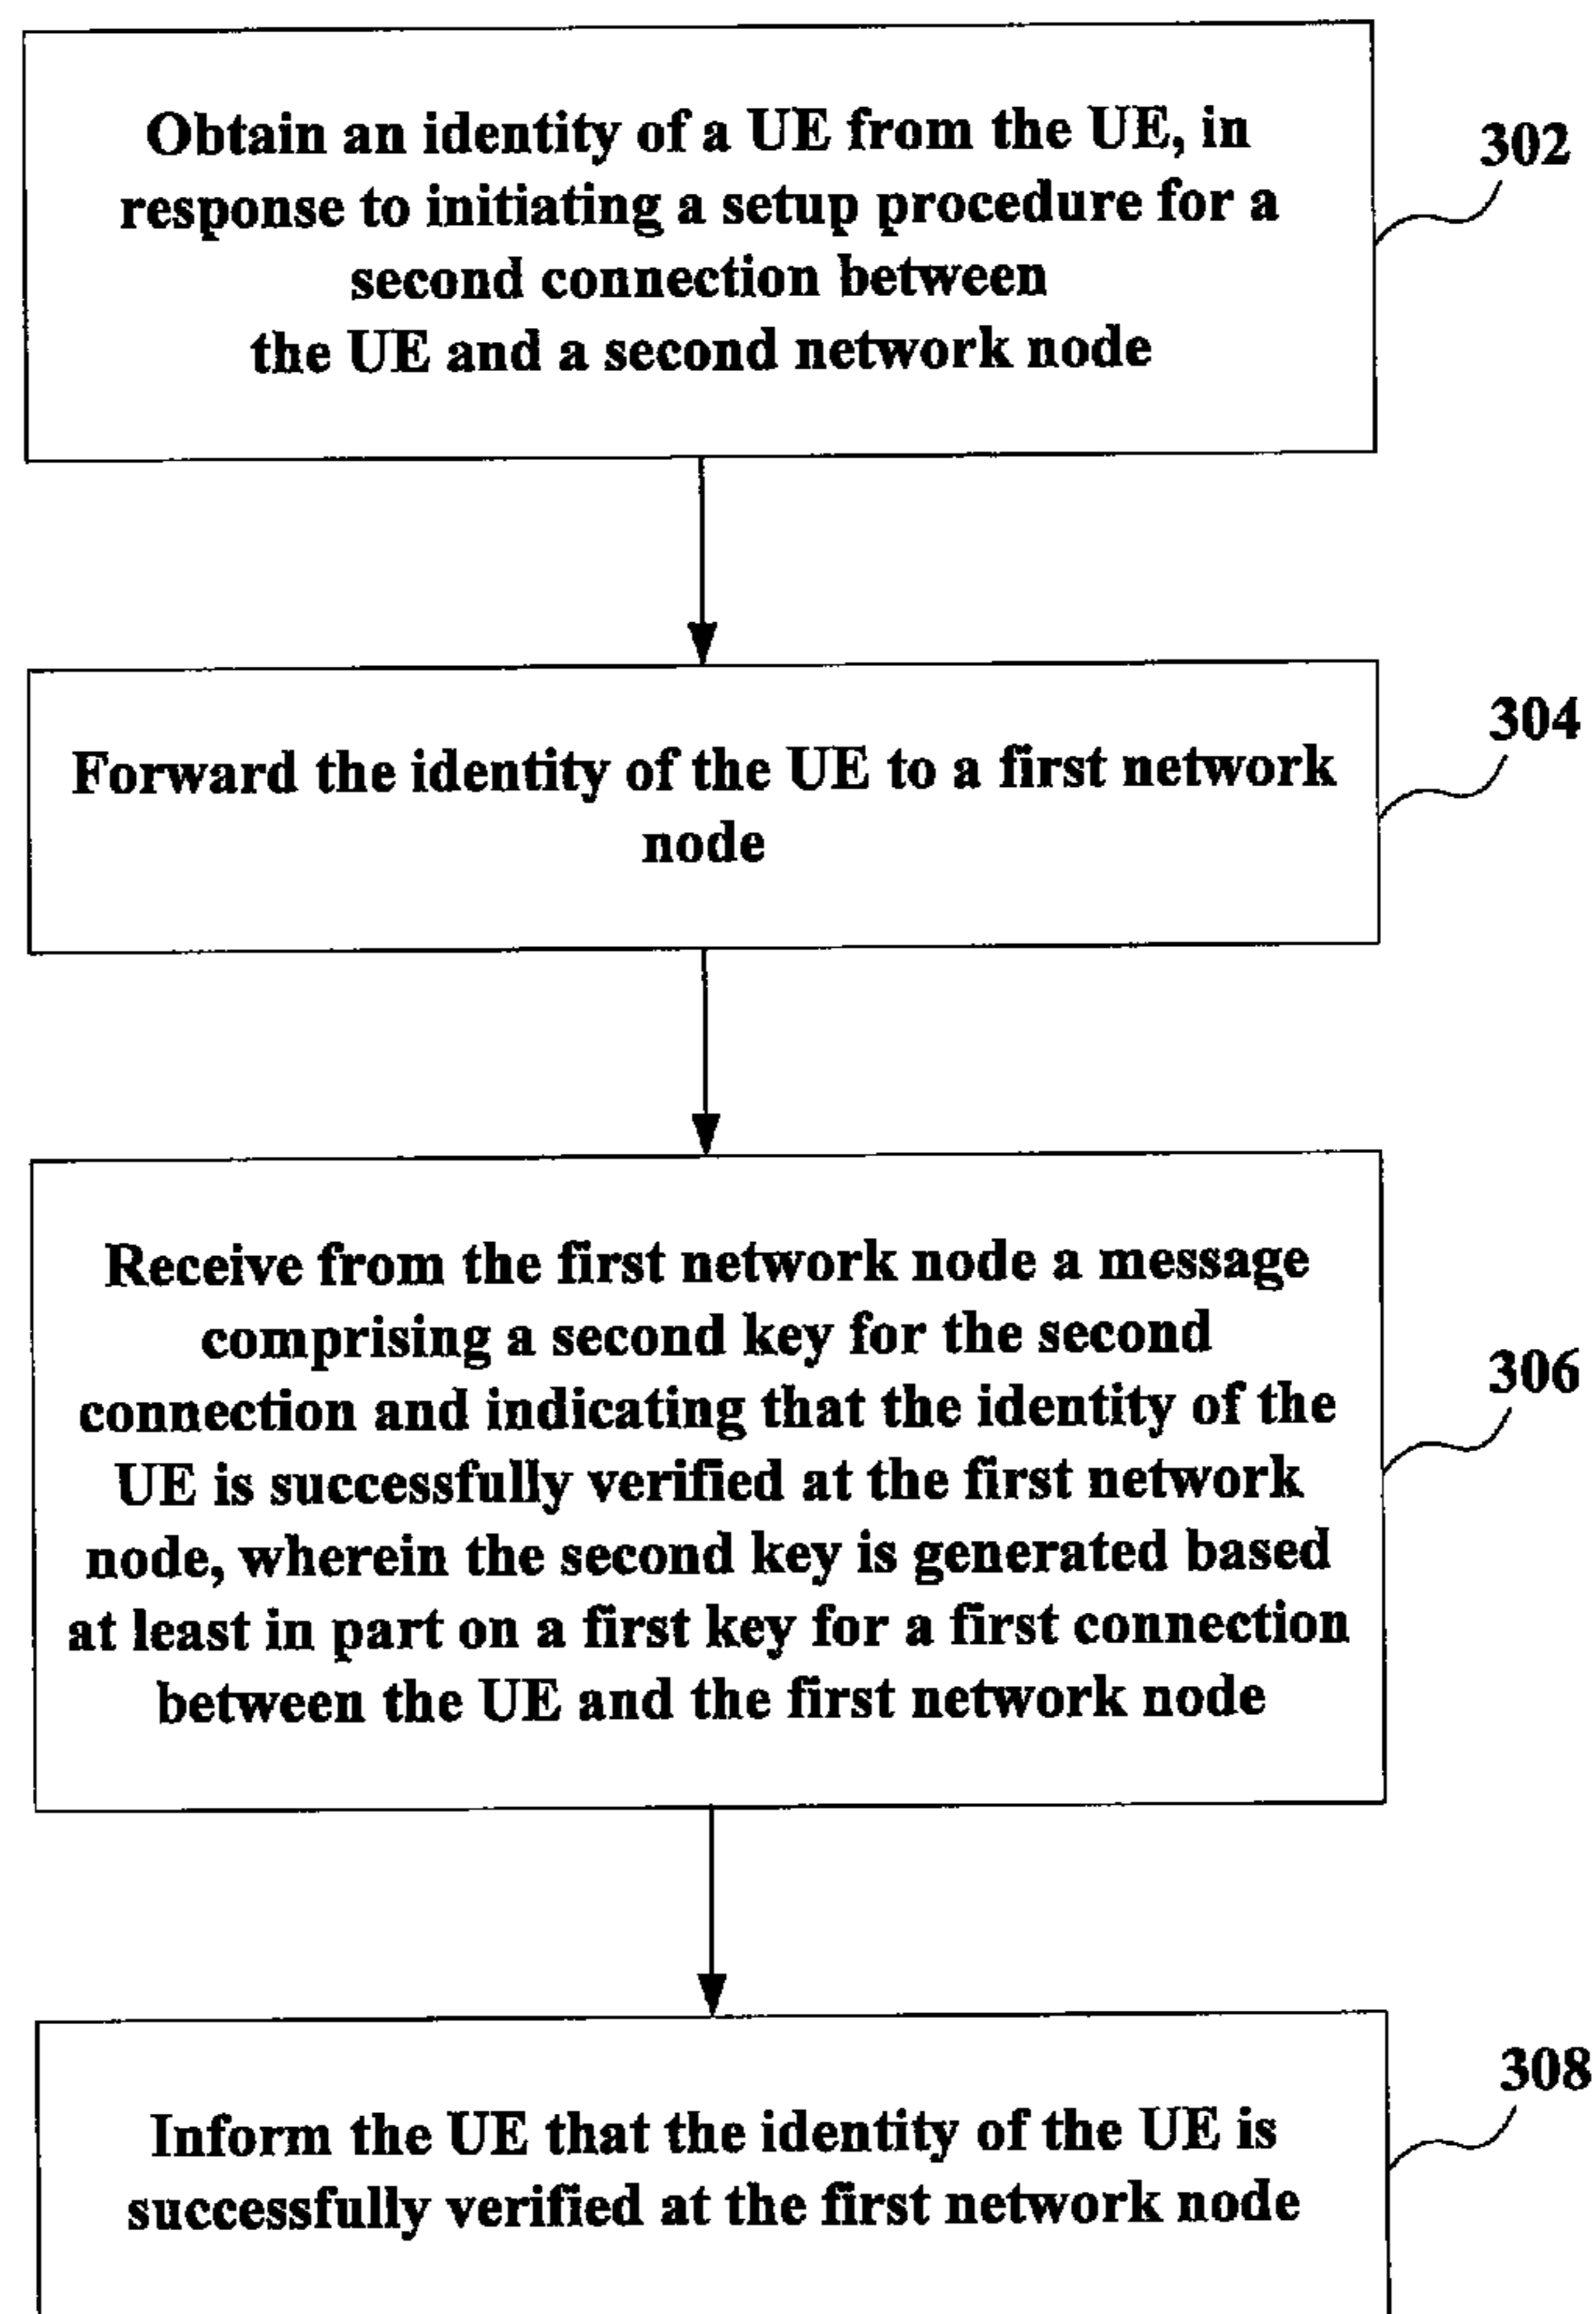 Obtain an identity of a UE from the UE, in
response to initiating a setup procedure for a
second connection between
the UE and a second network node
302
Forward the identity of the UE to a first network
node
304
Receive from the first network node a message
comprising a second key for the second
connection and indicating that the identity of the
UE is successfully verified at the first network
node, wherein the second key is generated based
at least in part on a first key for a first connection
between the UE and the first network node
306
Inform the UE that the identity of the UE is
successfully verified at the first network node
308